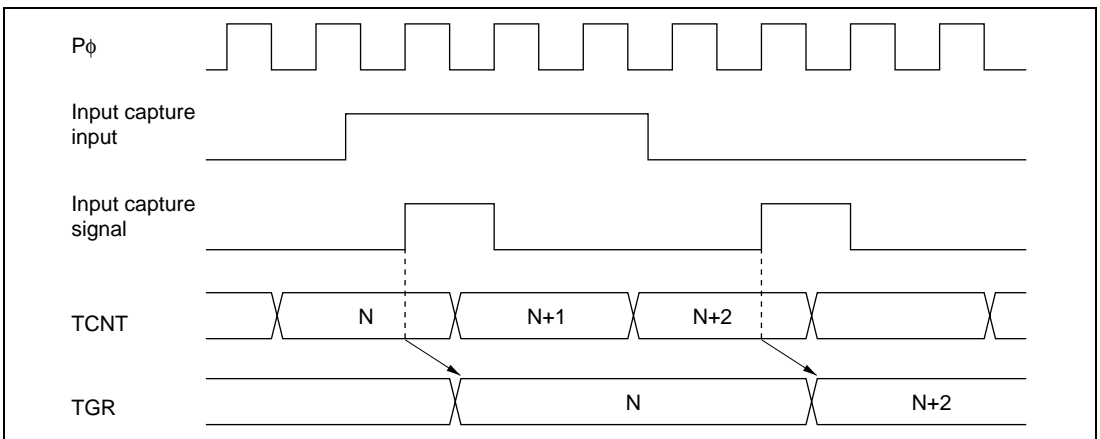 Pϕ
Input capture
input
Input capture
signal
TCNT
N
N+1
N+2
TGR
N
N+2